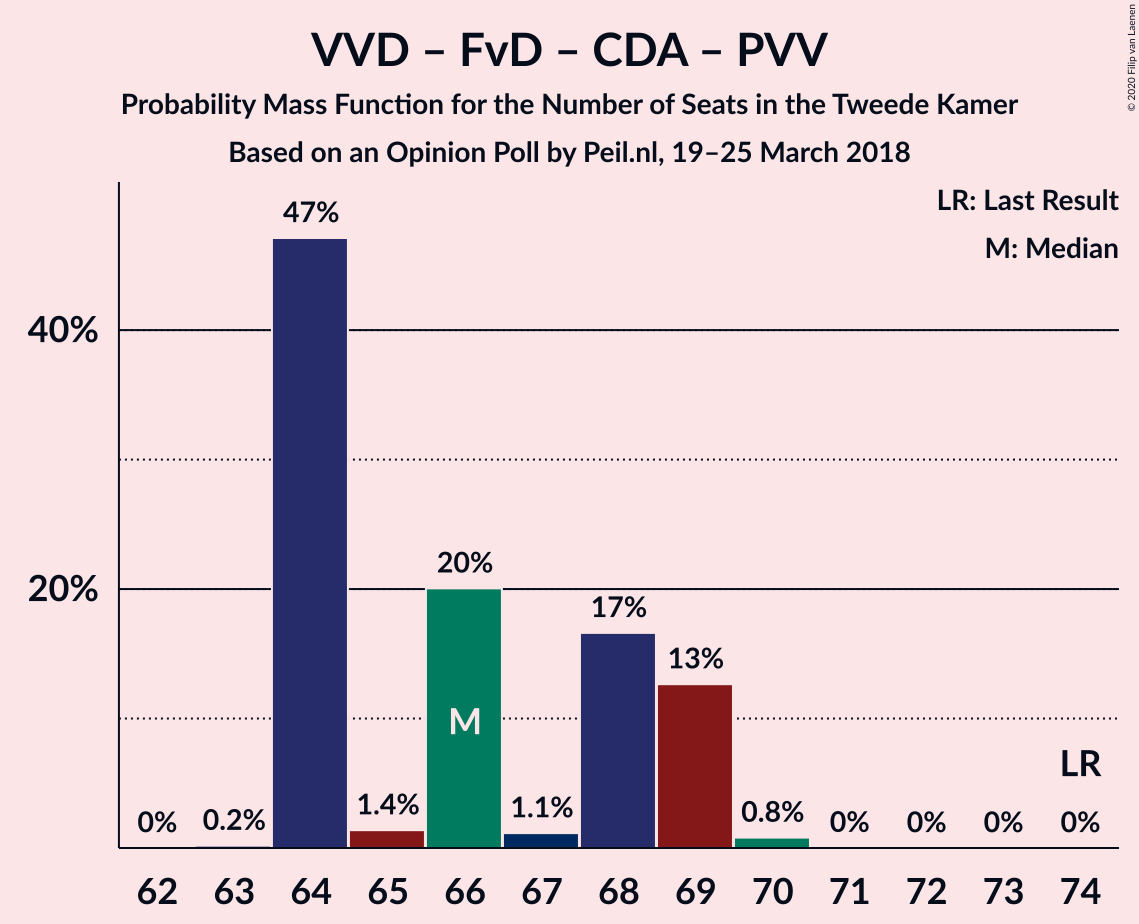 VVD – FvD – CDA – PVV
Probability Mass Function for the Number of Seats in the Tweede Kamer
Based on an Opinion Poll by Peil.nl, 19–25 March 2018
© 2020 Filip van Laenen
LR: Last Result
M: Median
47%
40%
20%
20%
17%
13%
M
LR
0%
0.2%
1.4%
1.1%
0.8%
0%
0%
0%
0%
62 63 64 65 66 67 68 69 70 71 72 73 74